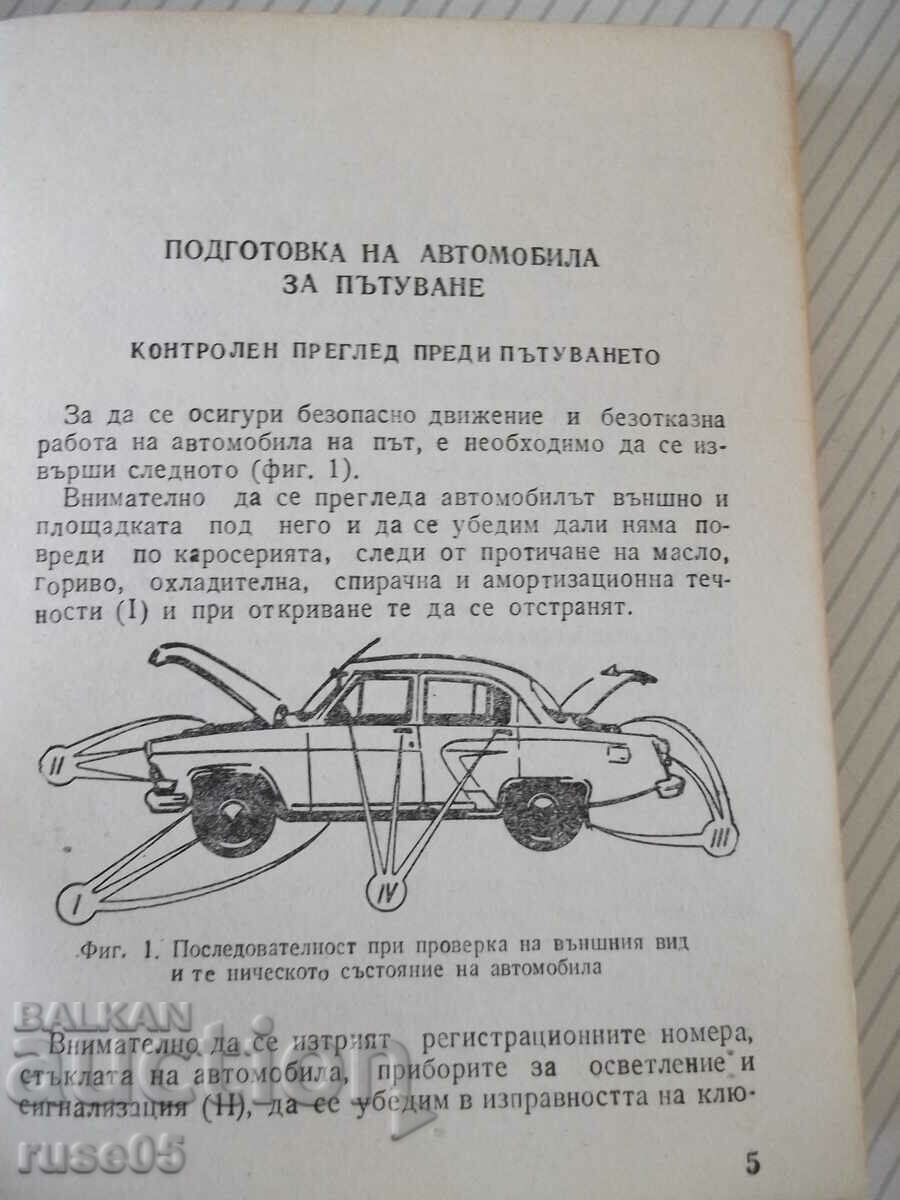 ПОДГОТОВКА НА АВТОМОБИЛА
ЗА ПЪТУВАНЕ
КОНТРОЛЕН ПРЕГЛЕД ПРЕДИ ПЪТУВАНЕТО
За да се осигури безопасно движение и безотказна
работа на автомобила на път, е необходимо да се из-
върши следното (фиг. 1).
Внимателно да се прегледа автомобилът външно и
площадката под него и да се убедим дали няма по-
вреди по каросерията, следи от протичане на масло,
гориво, охладителна, спирачна и амортизационна теч-
ности (I) и при откриване те да се отстранят.
II
I
IV
III
Фиг. 1. Последователност при проверка на външния вид
и те ническото състояние на автомобила
Внимателно да се изтрият регистрационните номера,
стъклата на автомобила, приборите за осветление и
сигнализация (II), да се убедим в изправността на клю-
5
BALKAN
auction
ruse05